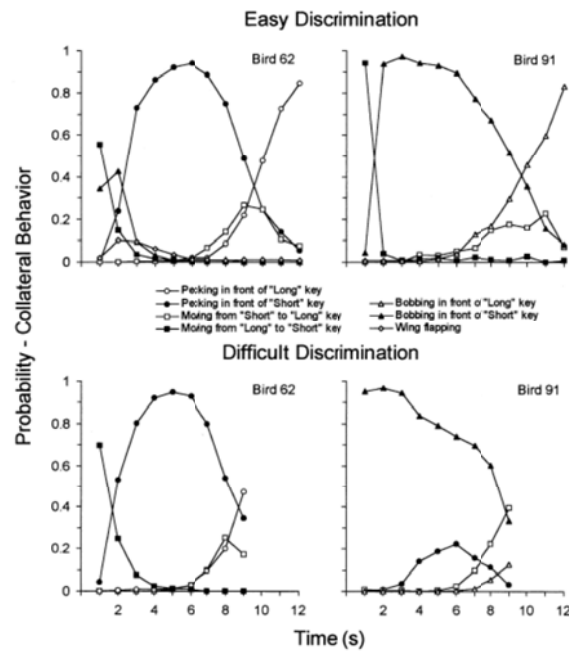 Easy Discrimination
Bird 62
Bird 91
1
0.8
0.6
0.4
0.2
0
Pecking in front of "Long" key
Pecking in front of "Short" key
Moving from "Short" to "Long" key
Moving from "Long" to "Short" key
Bobbing in front o "Long" key
Bobbing in front o "Short" key
Wing flapping
Probability - Collateral Behavior
Difficult Discrimination
Bird 62
Bird 91
1
0.8
0.6
0.4
0.2
0
2 4 6 8 10 12
2 4 6 8 10 12
Time (s)